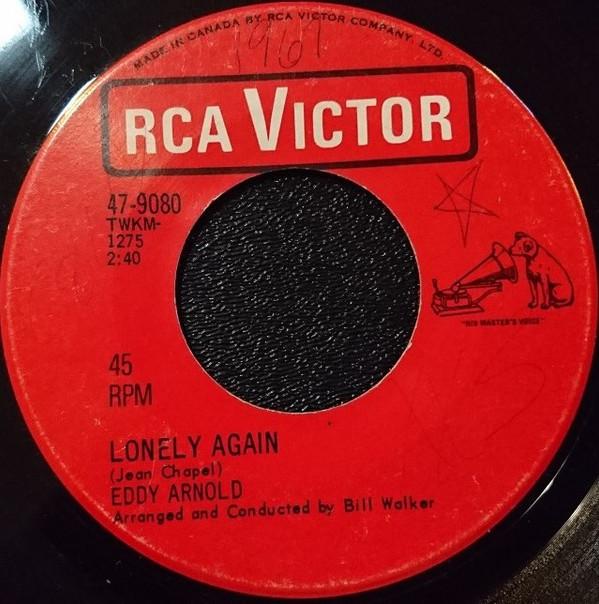 MADE IN CANADA BY RCA VICTOR COMPANY, LTD.
1967
RCA VICTOR
47-9080
TWKM-
1275
2:40
"HIS MASTER'S VOICE"
45
RPM
LONELY AGAIN
(Jean Chapel)
EDDY ARNOLD
Arranged and Conducted by Bill Walker